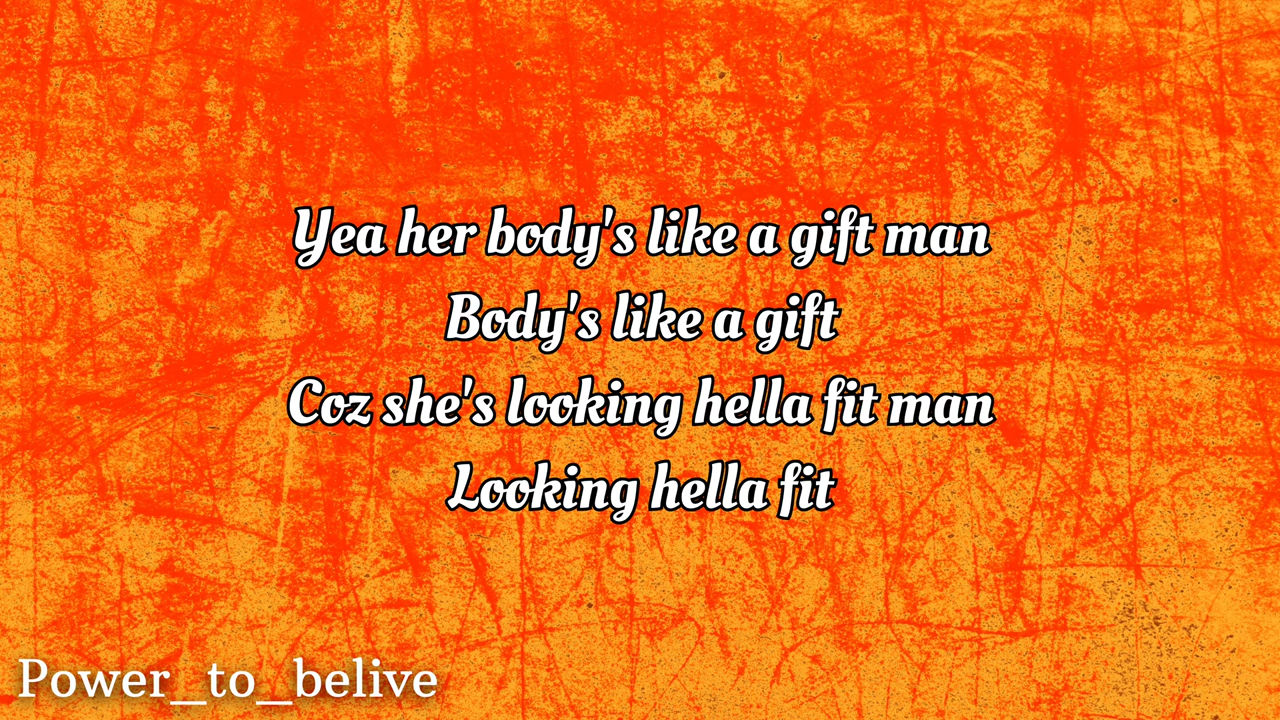 Yea her body's like a gift man
Body's like a gift
Coz she's looking hella fit man
Looking hella fit
Power_to_belive